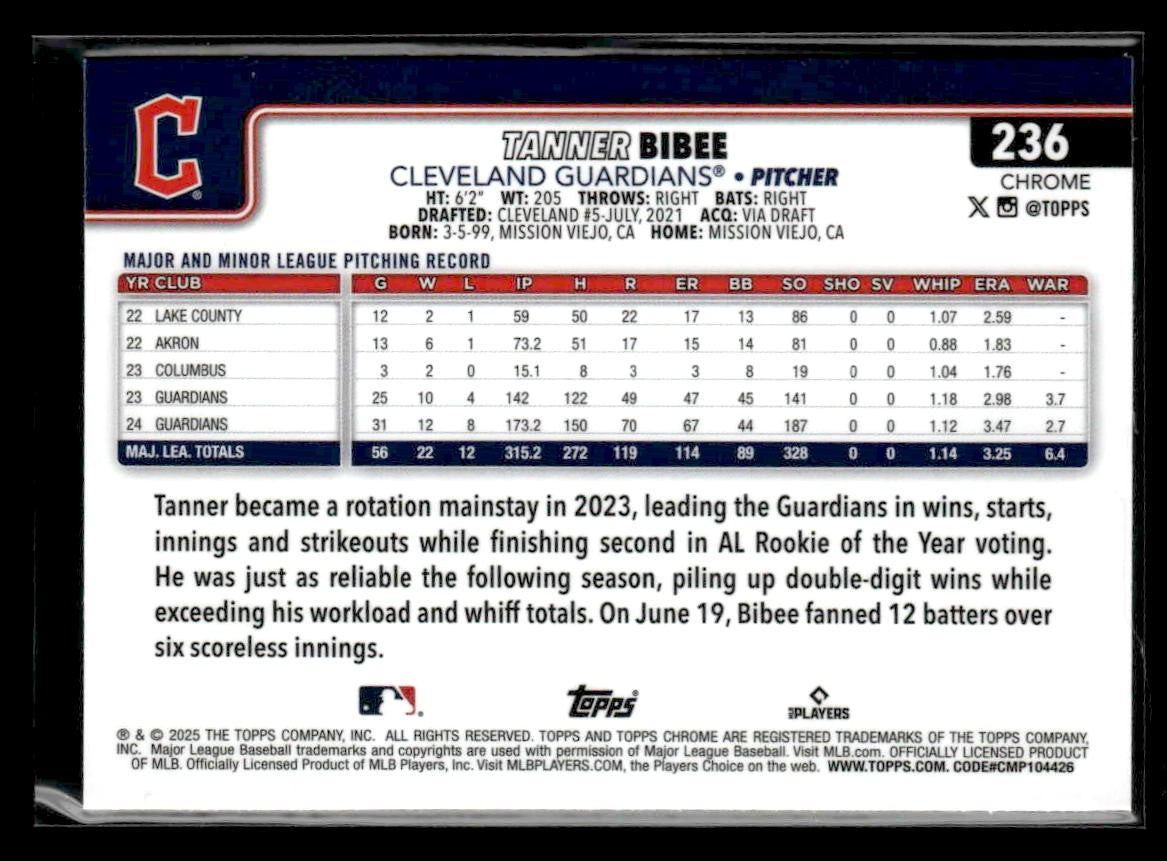 C
®
TANNER BIBEE
236
CLEVELAND GUARDIANS® • PITCHER
CHROME
HT: 6'2" WT: 205 THROWS: RIGHT BATS: RIGHT
@TOPPS
DRAFTED: CLEVELAND #5-JULY, 2021 ACQ: VIA DRAFT
BORN: 3-5-99, MISSION VIEJO, CA HOME: MISSION VIEJO, CA
MAJOR AND MINOR LEAGUE PITCHING RECORD
YR CLUB G W L IP H R ER BB SO SHO SV WHIP ERA WAR
22 LAKE COUNTY 12 2 1 59 50 22 17 13 86 0 0 1.07 2.59 -
22 AKRON 13 6 1 73.2 51 17 15 14 81 0 0 0.88 1.83 -
23 COLUMBUS 3 2 0 15.1 8 3 3 8 19 0 0 1.04 1.76 -
23 GUARDIANS 25 10 4 142 122 49 47 45 141 0 0 1.18 2.98 3.7
24 GUARDIANS 31 12 8 173.2 150 70 67 44 187 0 0 1.12 3.47 2.7
MAJ. LEA. TOTALS 56 22 12 315.2 272 119 114 89 328 0 0 1.14 3.25 6.4
Tanner became a rotation mainstay in 2023, leading the Guardians in wins, starts,
innings and strikeouts while finishing second in AL Rookie of the Year voting.
He was just as reliable the following season, piling up double-digit wins while
exceeding his workload and whiff totals. On June 19, Bibee fanned 12 batters over
six scoreless innings.
topps® MLB PLAYERS
® & © 2025 THE TOPPS COMPANY, INC. ALL RIGHTS RESERVED. TOPPS AND TOPPS CHROME ARE REGISTERED TRADEMARKS OF THE TOPPS COMPANY,
INC. Major League Baseball trademarks and copyrights are used with permission of Major League Baseball. Visit MLB.com. OFFICIALLY LICENSED PRODUCT
OF MLB. Officially Licensed Product of MLB Players, Inc. Visit MLBPLAYERS.COM, the Players Choice on the web. WWW.TOPPS.COM. CODE#CMP104426